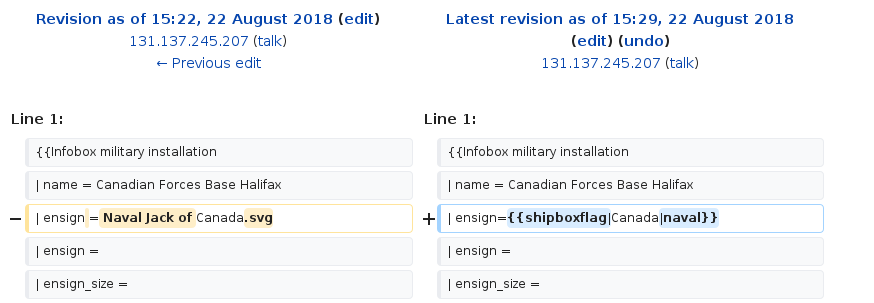 Revision as of 15:22, 22 August 2018 (edit)
131.137.245.207 (talk)
← Previous edit
Latest revision as of 15:29, 22 August 2018
(edit) (undo)
131.137.245.207 (talk)
Line 1:
Line 1:
{{Infobox military installation
{{Infobox military installation
| name = Canadian Forces Base Halifax
| name = Canadian Forces Base Halifax
− | ensign = Naval Jack of Canada.svg
+ | ensign={{shipboxflag|Canada|naval}}
| ensign =
| ensign =
| ensign_size =
| ensign_size =